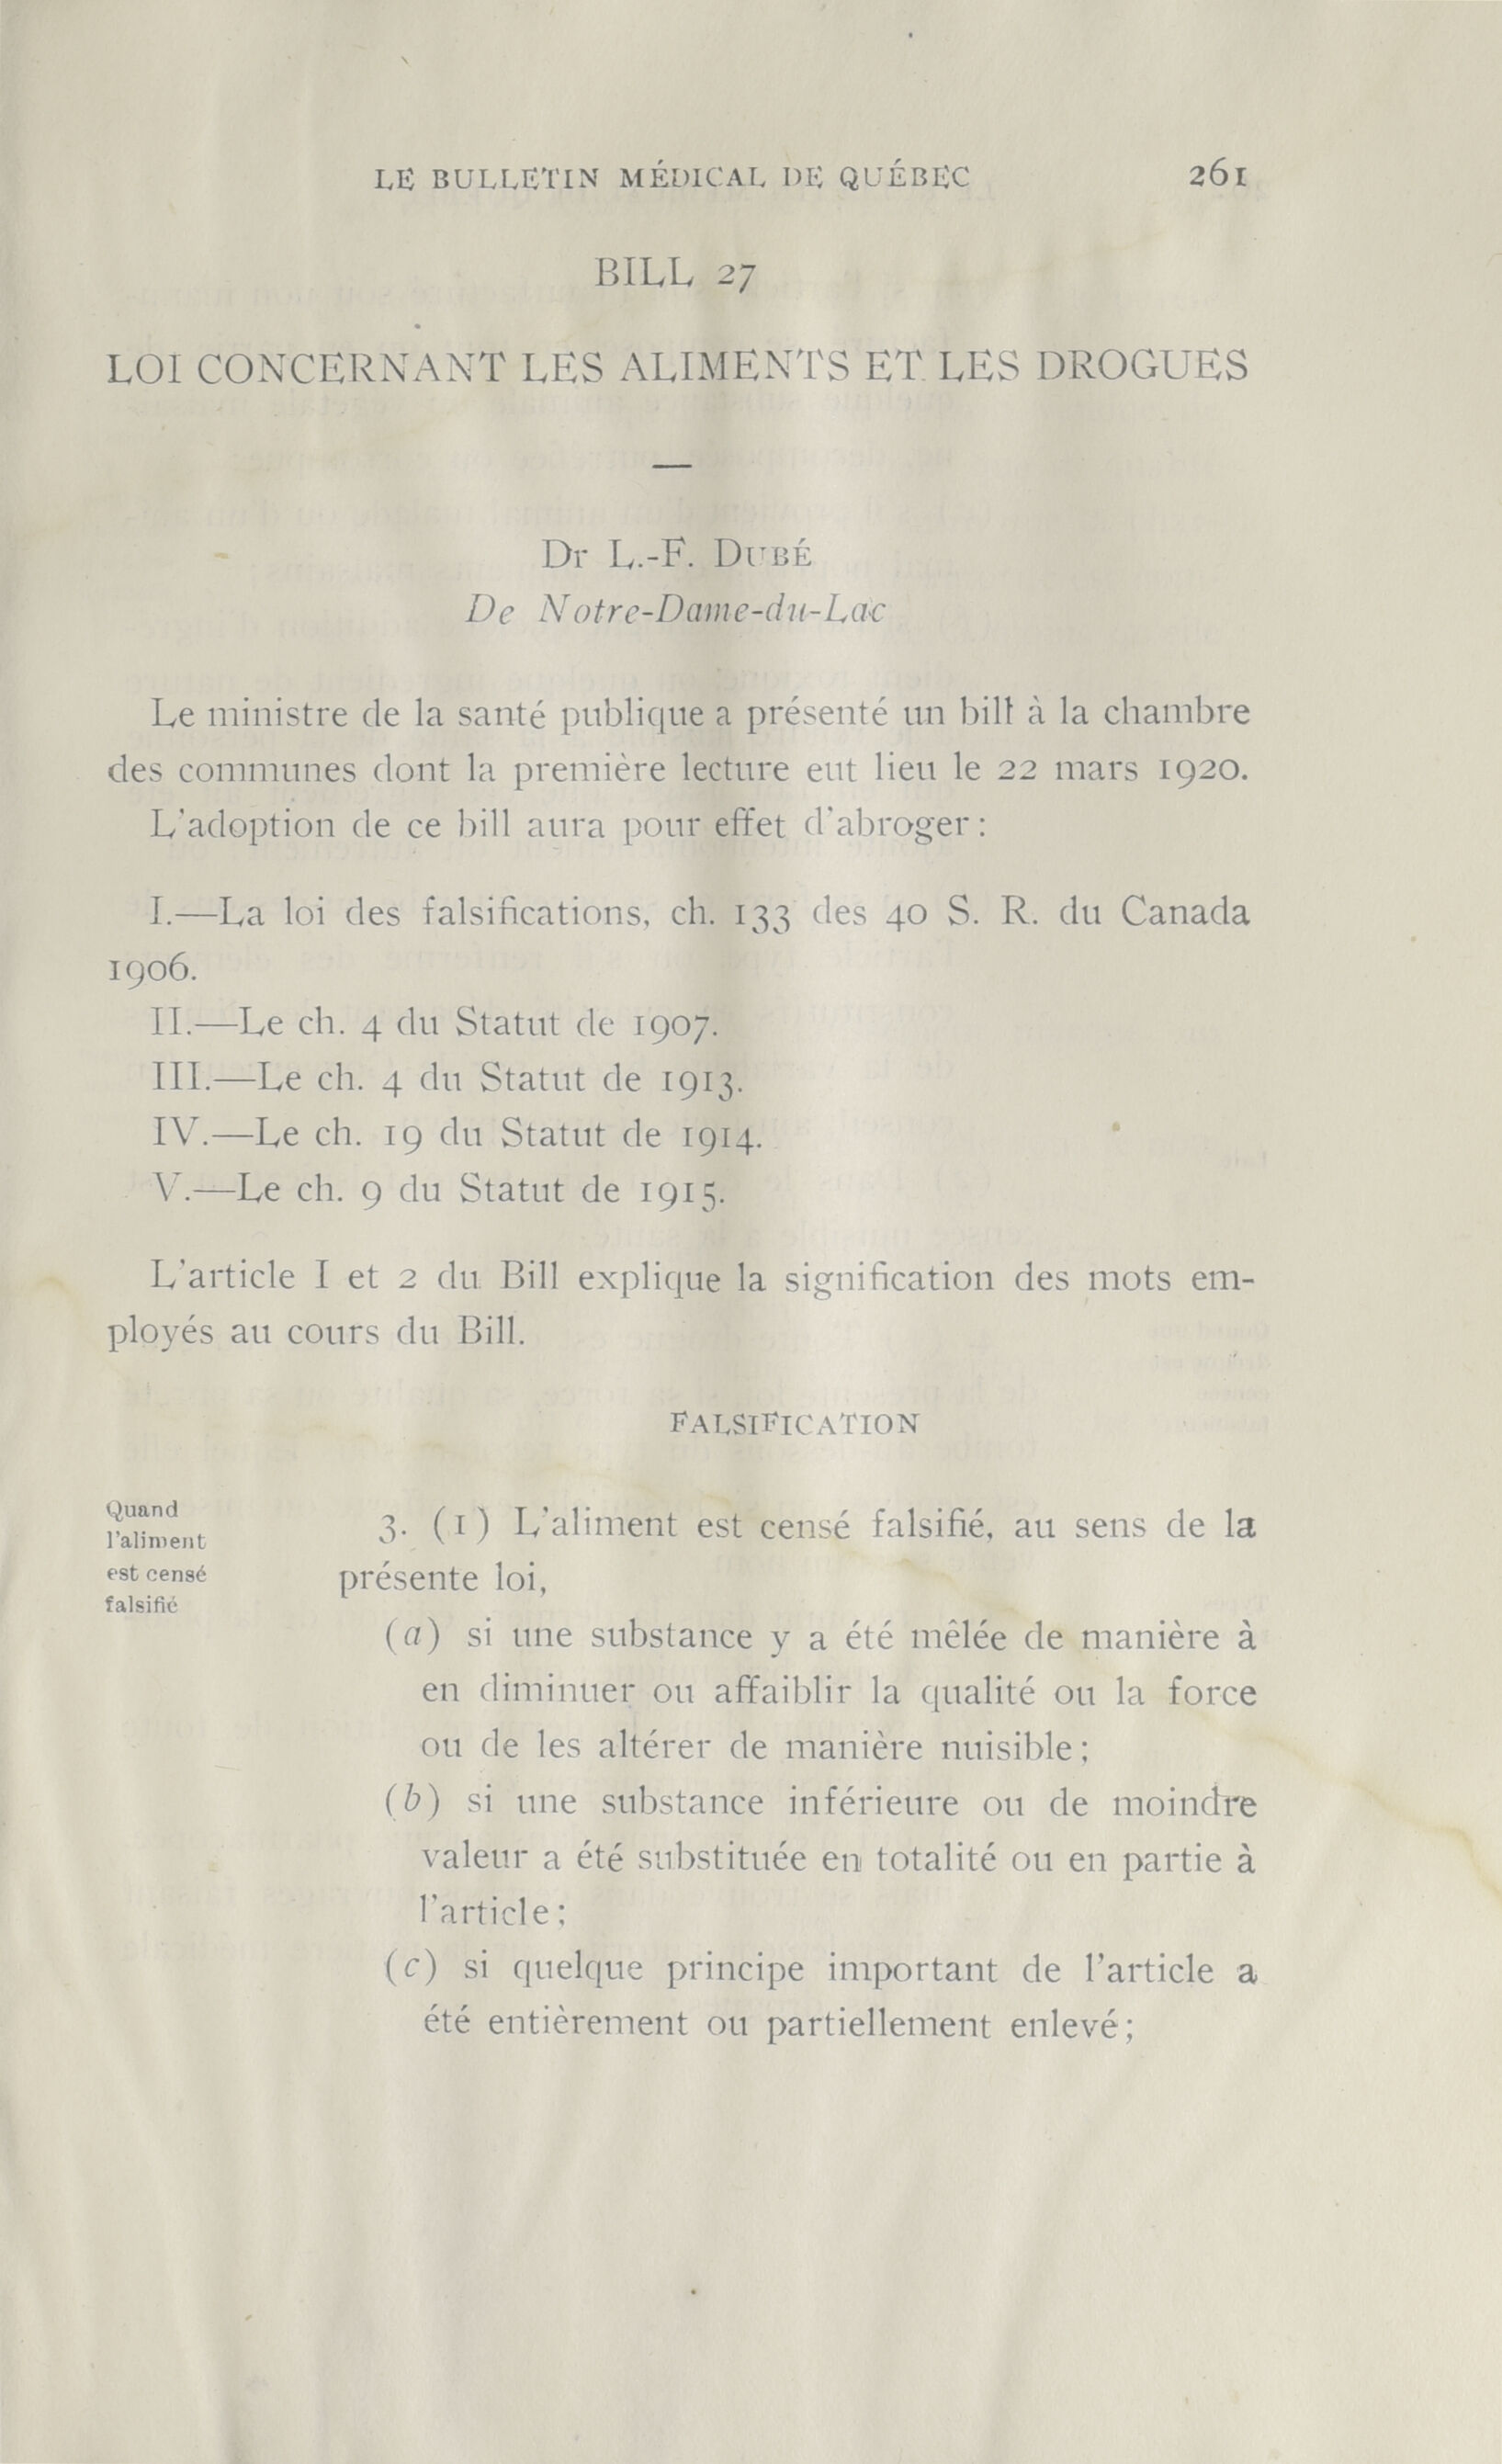 LE BULLETIN MÉDICAL DE QUÉBEC 261
BILL 27
LOI CONCERNANT LES ALIMENTS ET LES DROGUES
Dr L.-F. DUBÉ
De Notre-Dame-du-Lac
Le ministre de la santé publique a présenté un bill à la chambre
des communes dont la première lecture eut lieu le 22 mars 1920.
L'adoption de ce bill aura pour effet d'abroger:
I.—La loi des falsifications, ch. 133 des 40 S. R. du Canada
1906.
II.—Le ch. 4 du Statut de 1907.
III.—Le ch. 4 du Statut de 1913.
IV.—Le ch. 19 du Statut de 1914.
V.—Le ch. 9 du Statut de 1915.
L'article I et 2 du Bill explique la signification des mots em-
ployés au cours du Bill.
FALSIFICATION
Quand
l'aliment
est censé
falsifié
3. (1) L'aliment est censé falsifié, au sens de la
présente loi,
(a) si une substance y a été mêlée de manière à
en diminuer ou affaiblir la qualité ou la force
ou de les altérer de manière nuisible;
(b) si une substance inférieure ou de moindre
valeur a été substituée en totalité ou en partie à
l'article;
(c) si quelque principe important de l'article a
été entièrement ou partiellement enlevé;